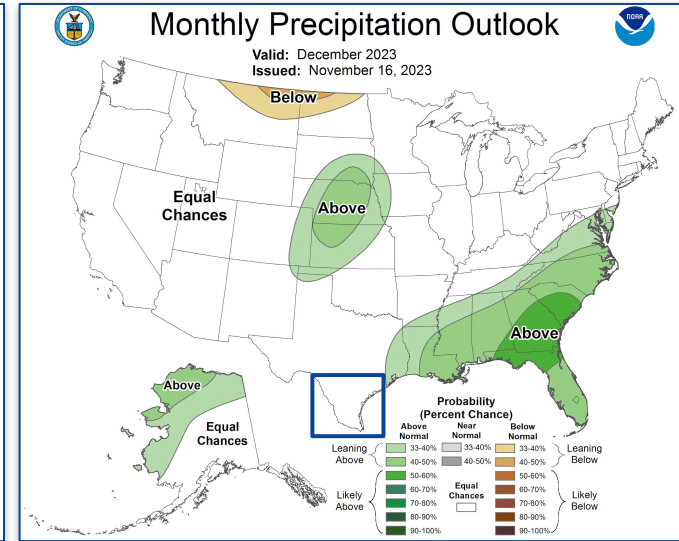 Monthly Precipitation Outlook
NOAA
Valid: December 2023
Issued: November 16, 2023
Below
Equal
Chances
Above
Above
Above
Equal
Chances
Probability
(Percent Chance)
Above
Normal
Near
Normal
Below
Normal
Leaning
Above
33-40%
33-40%
33-40%
Leaning
Below
40-50%
40-50%
40-50%
Likely
Above
50-60%
Equal
Chances
50-60%
Likely
Below
60-70%
60-70%
70-80%
70-80%
80-90%
80-90%
90-100%
90-100%